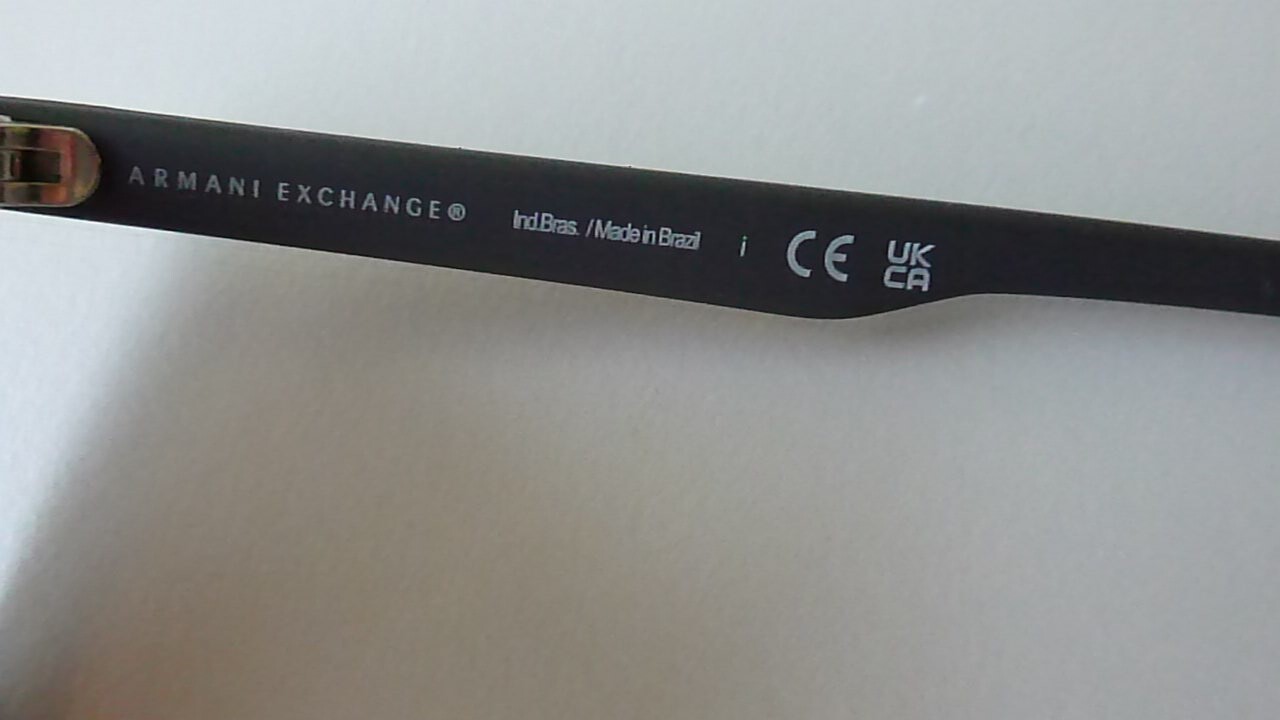 ARMANI EXCHANGE® Ind.Bras. / Made in Brazil i CE UK
CA